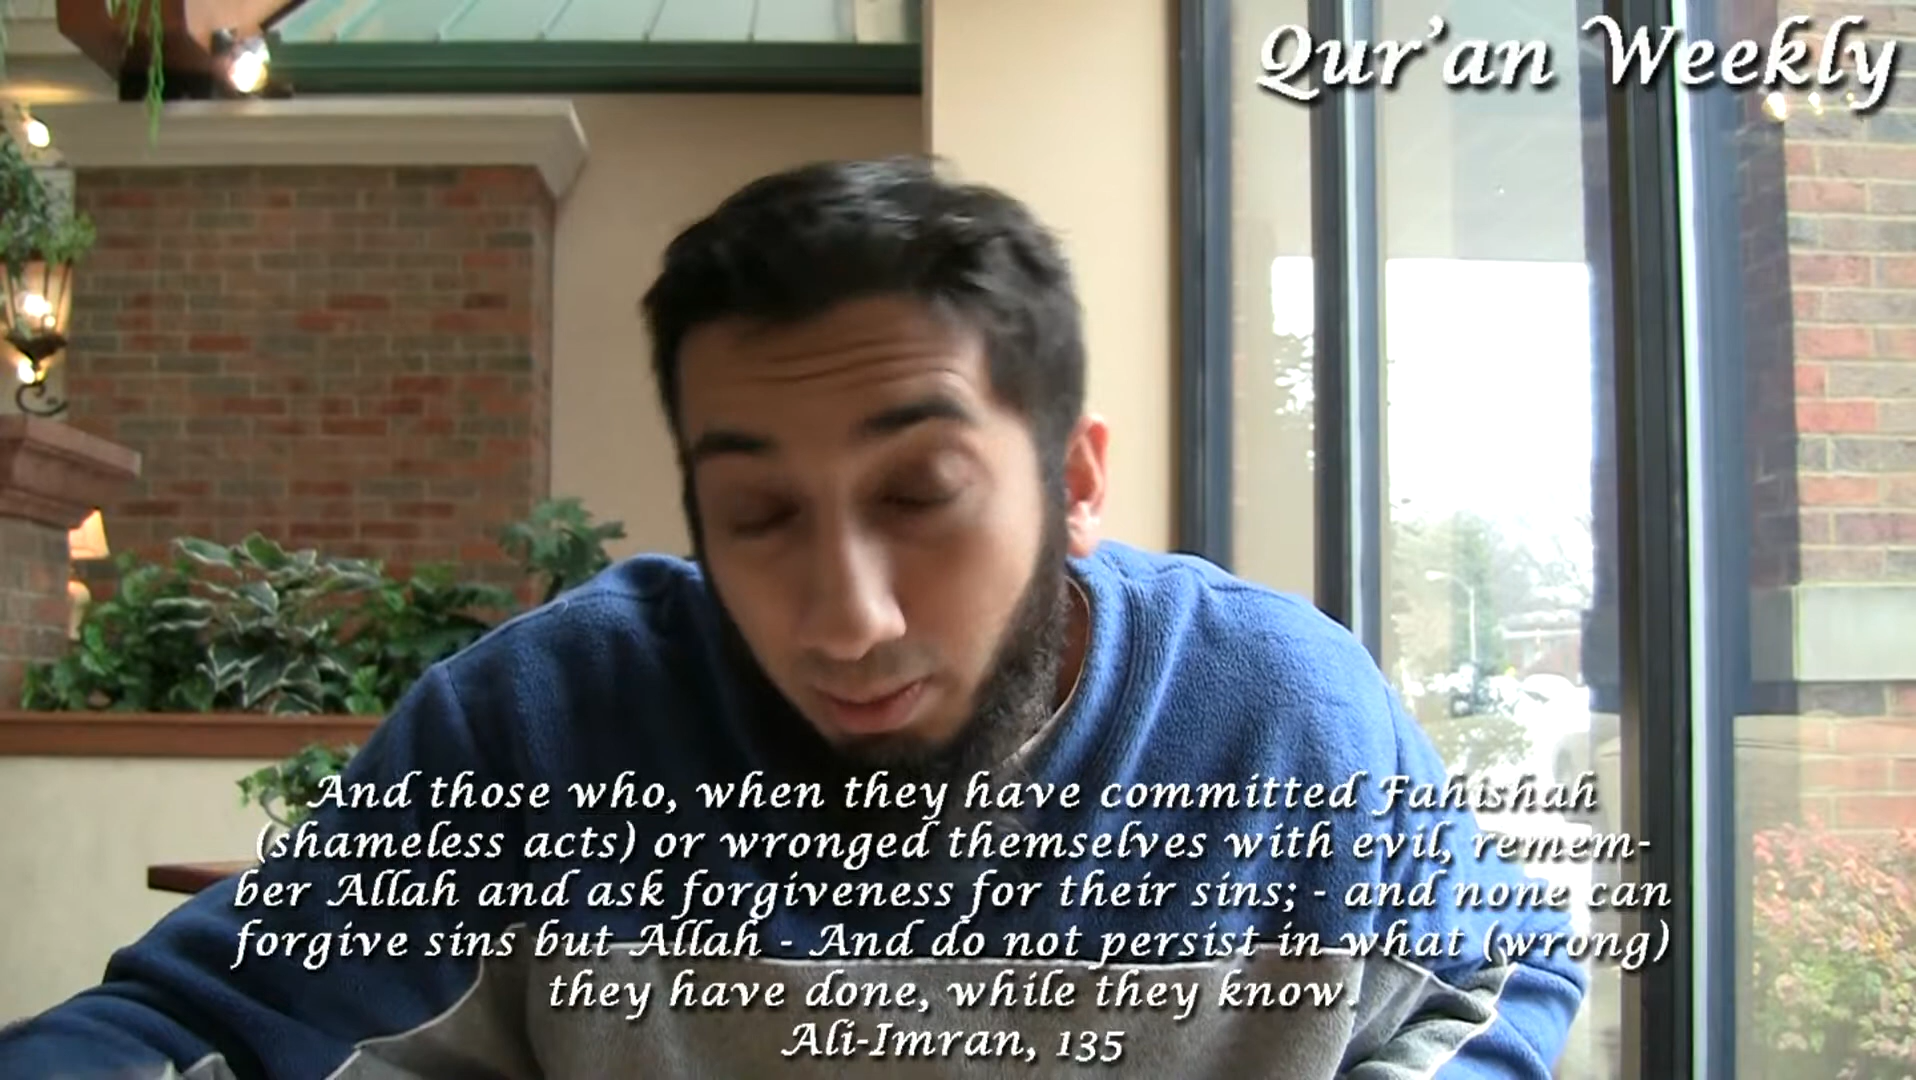 Qur'an Weekly
And those who, when they have committed Fahishah
(shameless acts) or wronged themselves with evil, remem-
ber Allah and ask forgiveness for their sins; - and none can
forgive sins but Allah - And do not persist in what (wrong)
they have done, while they know.
Ali-Imran, 135